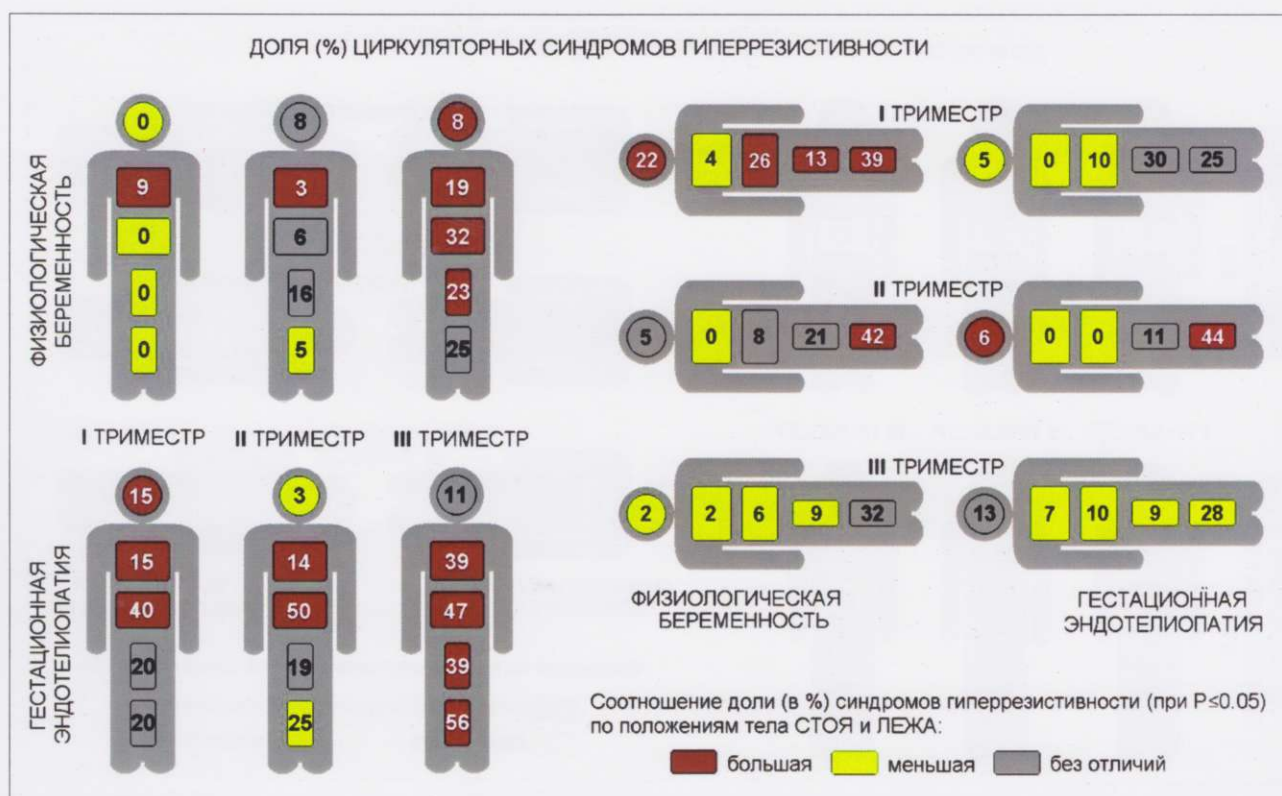 ДОЛЯ (%) ЦИРКУЛЯТОРНЫХ СИНДРОМОВ ГИПЕРРЕЗИСТИВНОСТИ
ФИЗИОЛОГИЧЕСКАЯ
БЕРЕМЕННОСТЬ
0 8 8
9 3 19
0 6 32
0 16 23
0 5 25
I ТРИМЕСТР II ТРИМЕСТР III ТРИМЕСТР
ГЕСТАЦИОННАЯ
ЭНДОТЕЛИОПАТИЯ
15 3 11
15 14 39
40 50 47
20 19 39
20 25 56
I ТРИМЕСТР
22 4 26 13 39 5 0 10 30 25
II ТРИМЕСТР
5 0 8 21 42 6 0 0 11 44
III ТРИМЕСТР
2 2 6 9 32 13 7 10 9 28
ФИЗИОЛОГИЧЕСКАЯ
БЕРЕМЕННОСТЬ
ГЕСТАЦИОННАЯ
ЭНДОТЕЛИОПАТИЯ
Соотношение доли (в %) синдромов гиперрезистивности (при P≤0.05)
по положениям тела СТОЯ и ЛЕЖА:
большая меньшая без отличий